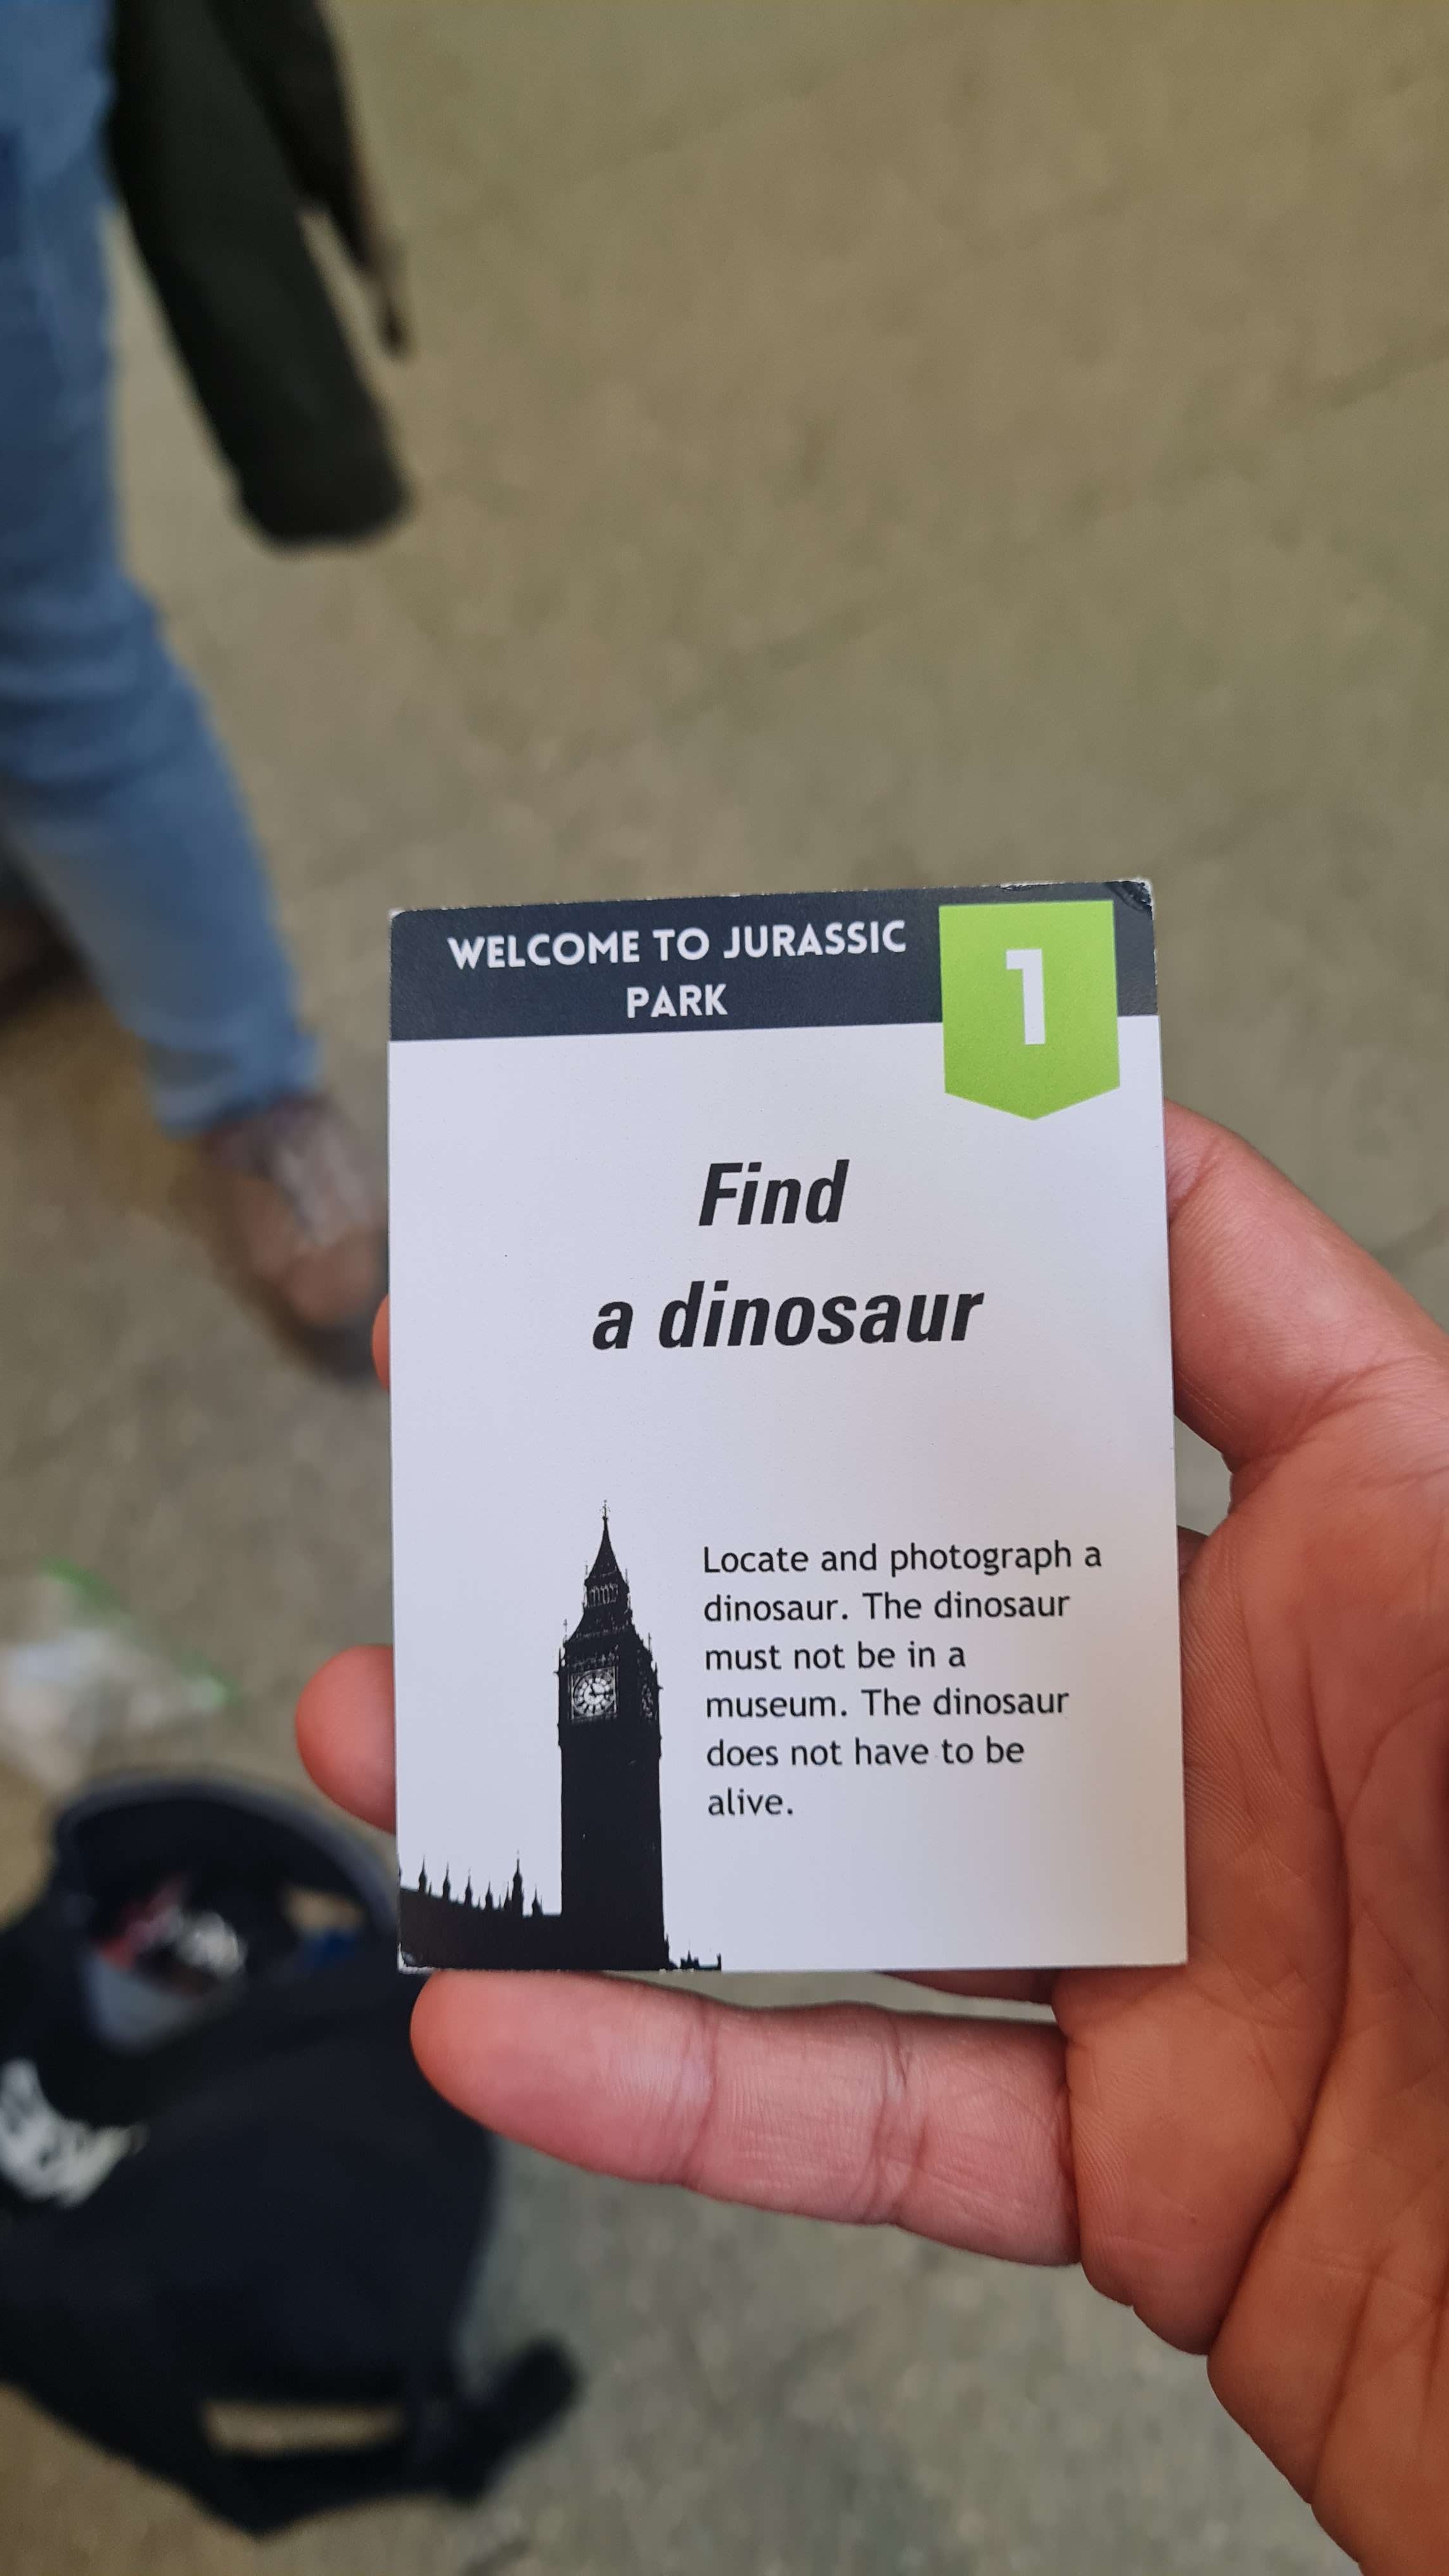 WELCOME TO JURASSIC
PARK
1
Find
a dinosaur
Locate and photograph a
dinosaur. The dinosaur
must not be in a
museum. The dinosaur
does not have to be
alive.